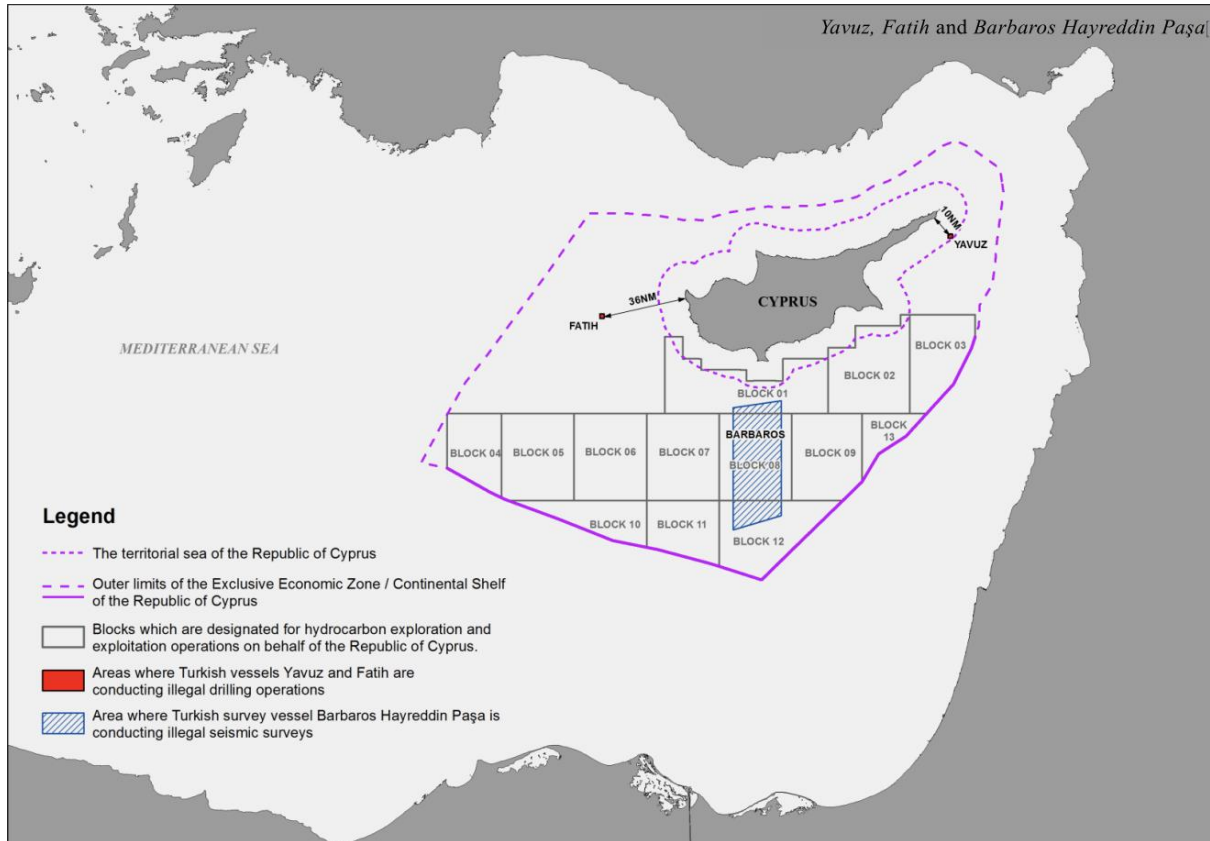 Yavuz, Fatih and Barbaros Hayreddin Paşa[
10NM
YAVUZ
36NM
CYPRUS
FATIH
MEDITERRANEAN SEA
BLOCK 03
BLOCK 02
BLOCK 01
BLOCK
13
BARBAROS
BLOCK 04
BLOCK 05
BLOCK 06
BLOCK 07
BLOCK 08
BLOCK 09
BLOCK 10
BLOCK 11
BLOCK 12
Legend
The territorial sea of the Republic of Cyprus
Outer limits of the Exclusive Economic Zone / Continental Shelf
of the Republic of Cyprus
Blocks which are designated for hydrocarbon exploration and
exploitation operations on behalf of the Republic of Cyprus.
Areas where Turkish vessels Yavuz and Fatih are
conducting illegal drilling operations
Area where Turkish survey vessel Barbaros Hayreddin Paşa is
conducting illegal seismic surveys